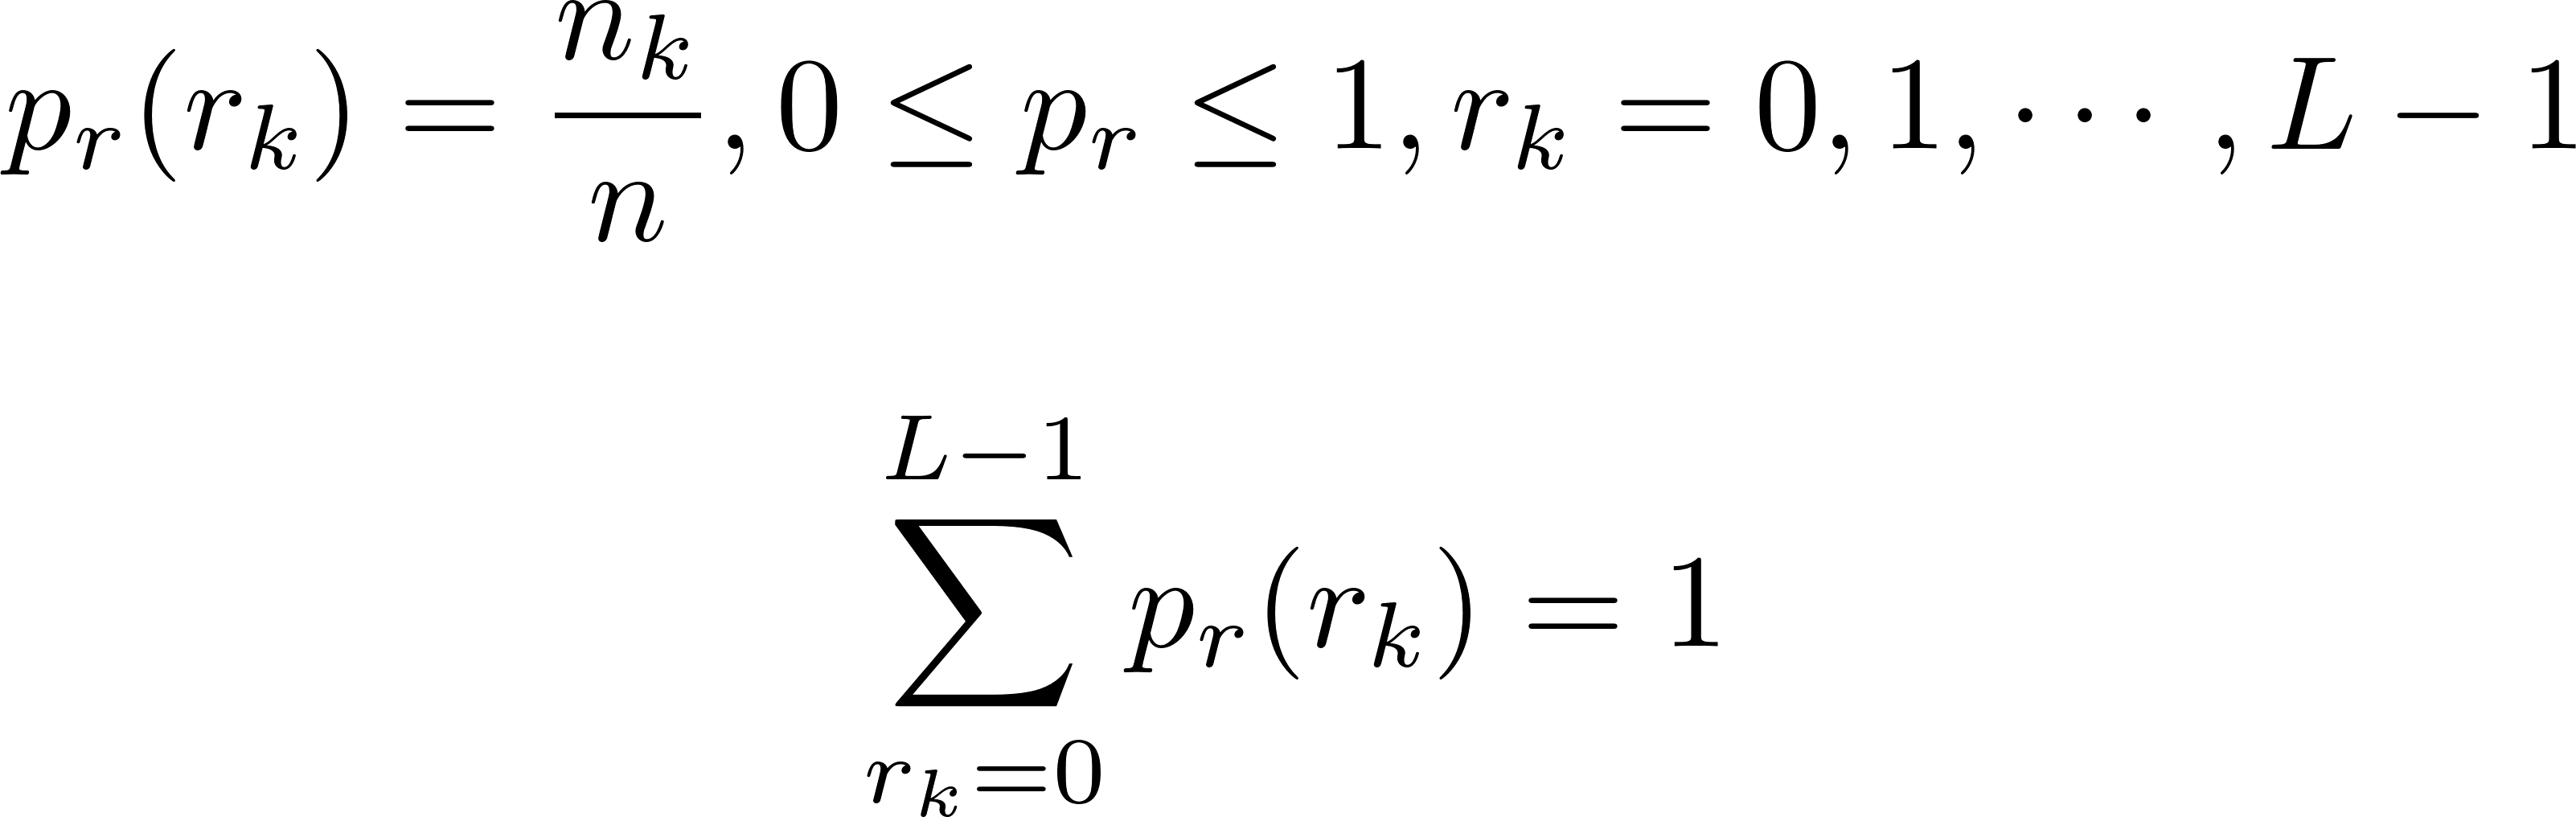 p_r(r_k) = \frac{n_k}{n}, 0 \leq p_r \leq 1, r_k = 0, 1, \cdots, L - 1
\sum_{r_k=0}^{L-1} p_r(r_k) = 1